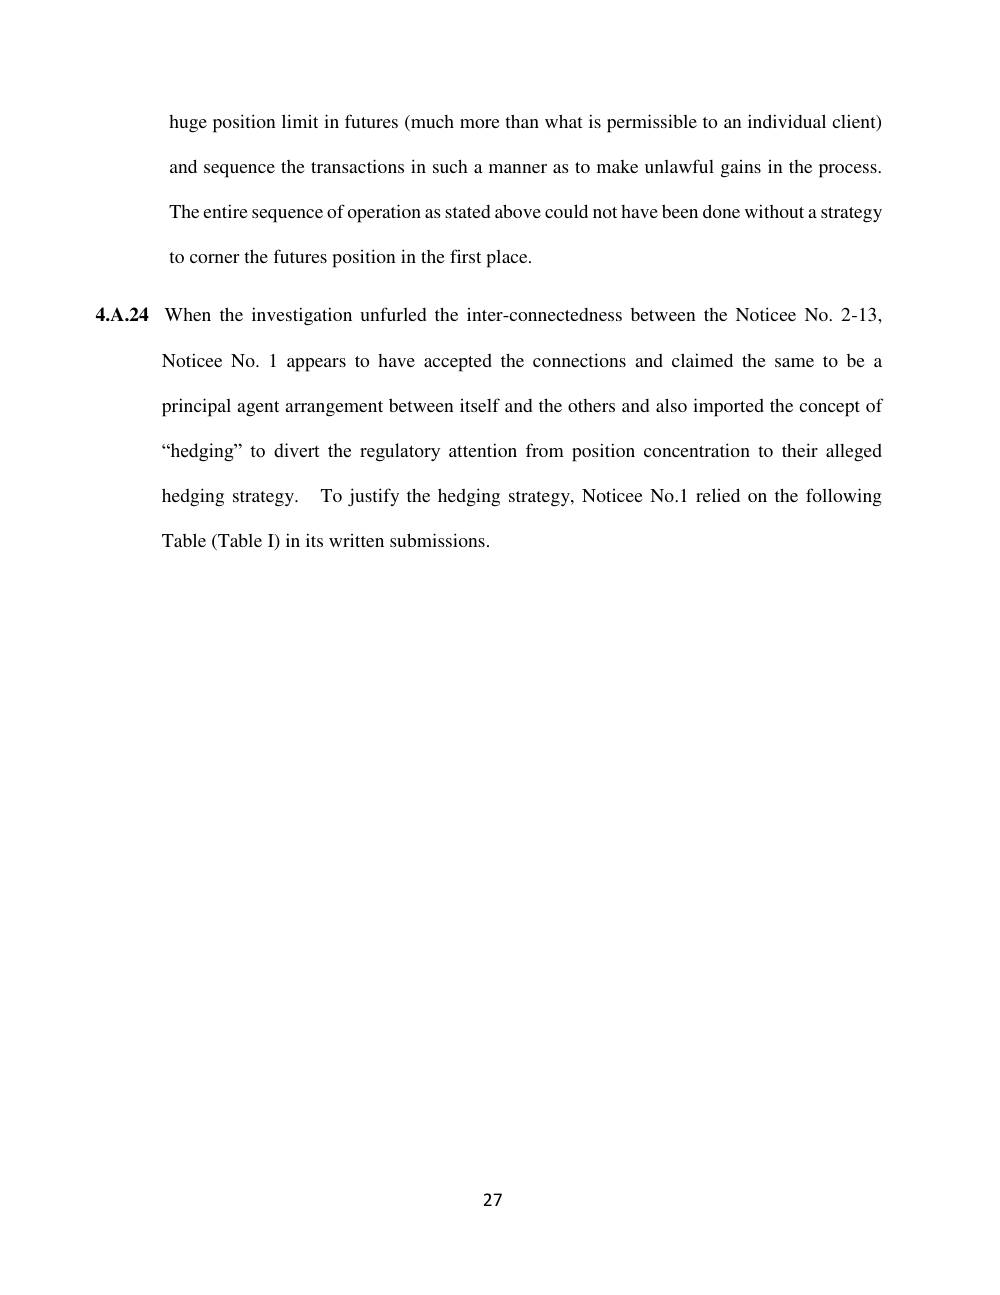 huge position limit in futures (much more than what is permissible to an individual client)
and sequence the transactions in such a manner as to make unlawful gains in the process.
The entire sequence of operation as stated above could not have been done without a strategy
to corner the futures position in the first place.
4.A.24 When the investigation unfurled the inter-connectedness between the Noticee No. 2-13,
Noticee No. 1 appears to have accepted the connections and claimed the same to be a
principal agent arrangement between itself and the others and also imported the concept of
“hedging” to divert the regulatory attention from position concentration to their alleged
hedging strategy. To justify the hedging strategy, Noticee No.1 relied on the following
Table (Table I) in its written submissions.
27